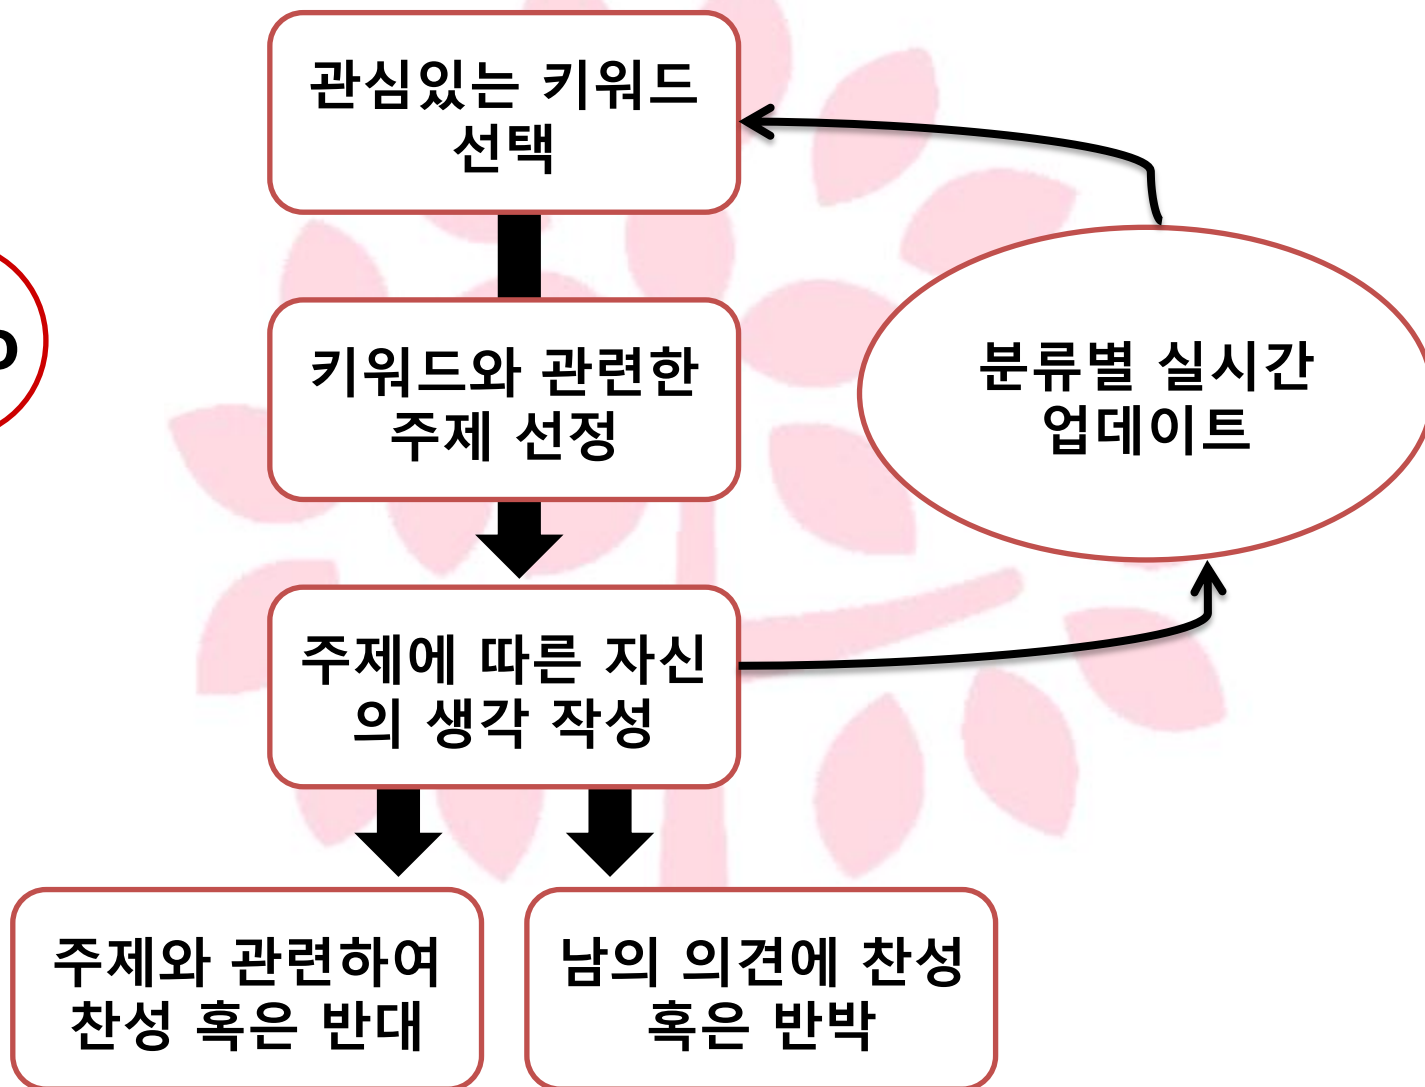 관심있는 키워드
선택
키워드와 관련한
주제 선정
분류별 실시간
업데이트
주제에 따른 자신
의 생각 작성
주제와 관련하여
찬성 혹은 반대
남의 의견에 찬성
혹은 반박